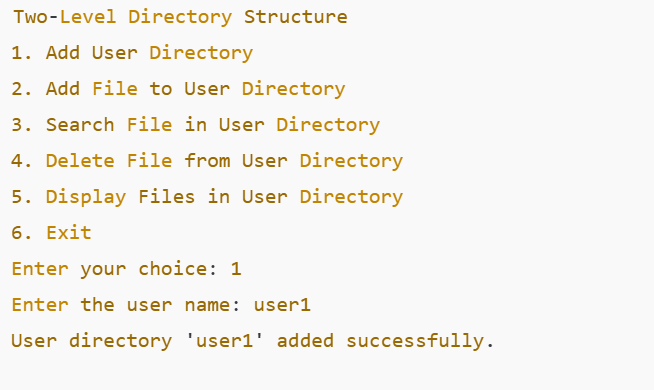 Two-Level Directory Structure
1. Add User Directory
2. Add File to User Directory
3. Search File in User Directory
4. Delete File from User Directory
5. Display Files in User Directory
6. Exit
Enter your choice: 1
Enter the user name: user1
User directory 'user1' added successfully.